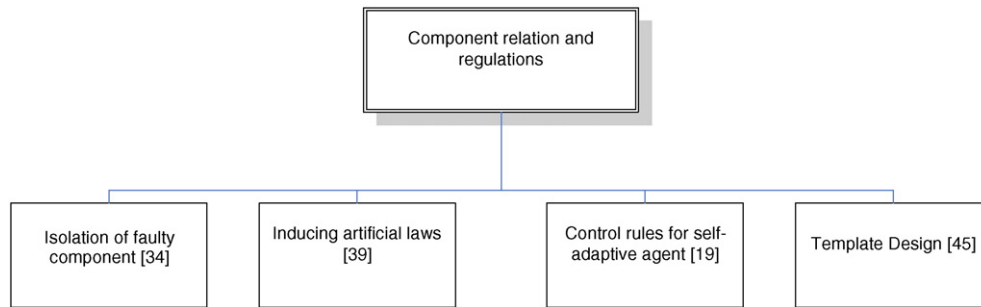 Component relation and
regulations
Isolation of faulty
component [34]
Inducing artificial laws
[39]
Control rules for self-
adaptive agent [19]
Template Design [45]